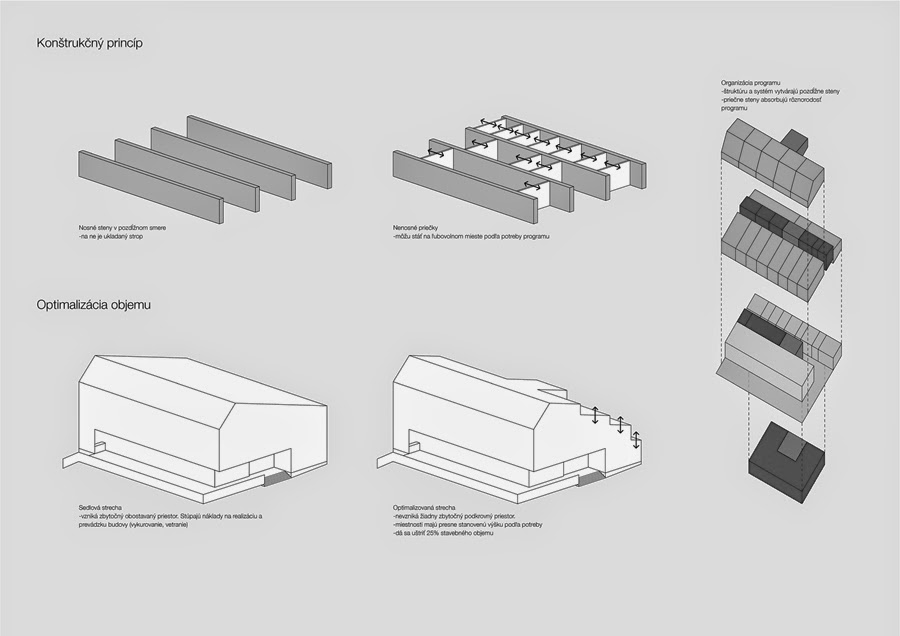 Konštrukčný princíp
Nosné steny v pozdĺžnom smere
-na ne je ukladaný strop
Nenosné priečky
-môžu stáť na ľubovolnom mieste podľa potreby programu
Organizácia programu
-štruktúru a systém vytvárajú pozdĺžne steny
-priečne steny absorbujú rôznorodosť
programu
Optimalizácia objemu
Sedlová strecha
-vzniká zbytočný obostavaný priestor. Stúpajú náklady na realizáciu a
prevádzku budovy (vykurovanie, vetranie)
Optimalizovaná strecha
-nevzniká žiadny zbytočný podkrovný priestor.
-miestnosti majú presne stanovenú výšku podľa potreby
-dá sa uštriť 25% stavebného objemu